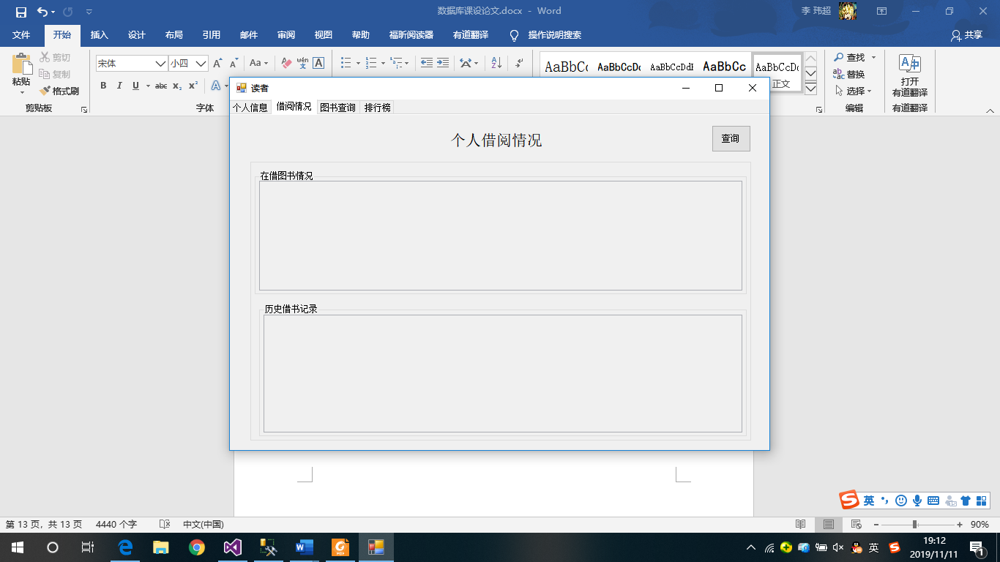 数据库课设论文.docx - Word
李 玮超
文件 开始 插入 设计 布局 引用 邮件 审阅 视图 帮助 福昕阅读器 有道翻译 操作说明搜索 共享
粘贴 剪切 复制 格式刷
剪贴板
宋体 小四 A A Aa wén 文 A
B I U abc x₂ x² A
字体
AaBbCc AaBbCcDc AaBbCcDdI AaBbCc AaBbCcDc
正文
查找
替换
选择
编辑
打开
有道翻译
有道翻译
读者
个人信息 借阅情况 图书查询 排行榜
个人借阅情况
查询
在借图书情况
历史借书记录
英
第 13 页，共 13 页 4440 个字 中文(中国) 90%
英
19:12
2019/11/11
1